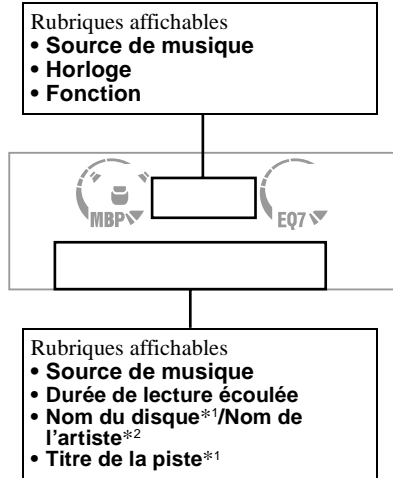 Rubriques affichables
• Source de musique
• Horloge
• Fonction
MBP EQ7
Rubriques affichables
• Source de musique
• Durée de lecture écoulée
• Nom du disque*1/Nom de
l'artiste*2
• Titre de la piste*1